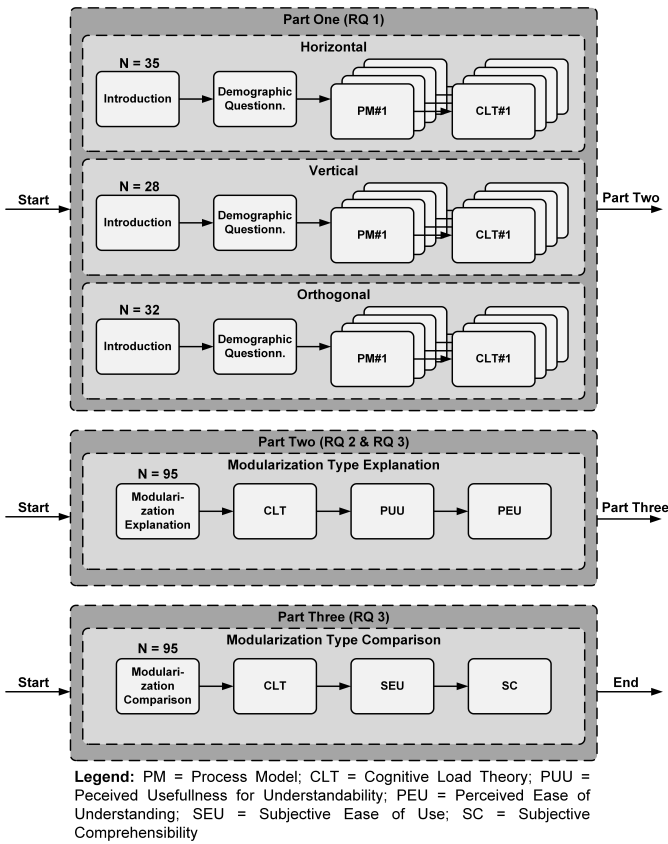 Part One (RQ 1)
Horizontal
N = 35
Introduction
Demographic
Questionn.
PM#1
CLT#1
Vertical
Start
N = 28
Introduction
Demographic
Questionn.
PM#1
CLT#1
Part Two
Orthogonal
N = 32
Introduction
Demographic
Questionn.
PM#1
CLT#1
Part Two (RQ 2 & RQ 3)
Modularization Type Explanation
N = 95
Start
Modulari-
zation
Explanation
CLT
PUU
PEU
Part Three
Part Three (RQ 3)
Modularization Type Comparison
N = 95
Start
Modulari-
zation
Comparison
CLT
SEU
SC
End
Legend: PM = Process Model; CLT = Cognitive Load Theory; PUU =
Peceived Usefullness for Understandability; PEU = Perceived Ease of
Understanding; SEU = Subjective Ease of Use; SC = Subjective
Comprehensibility